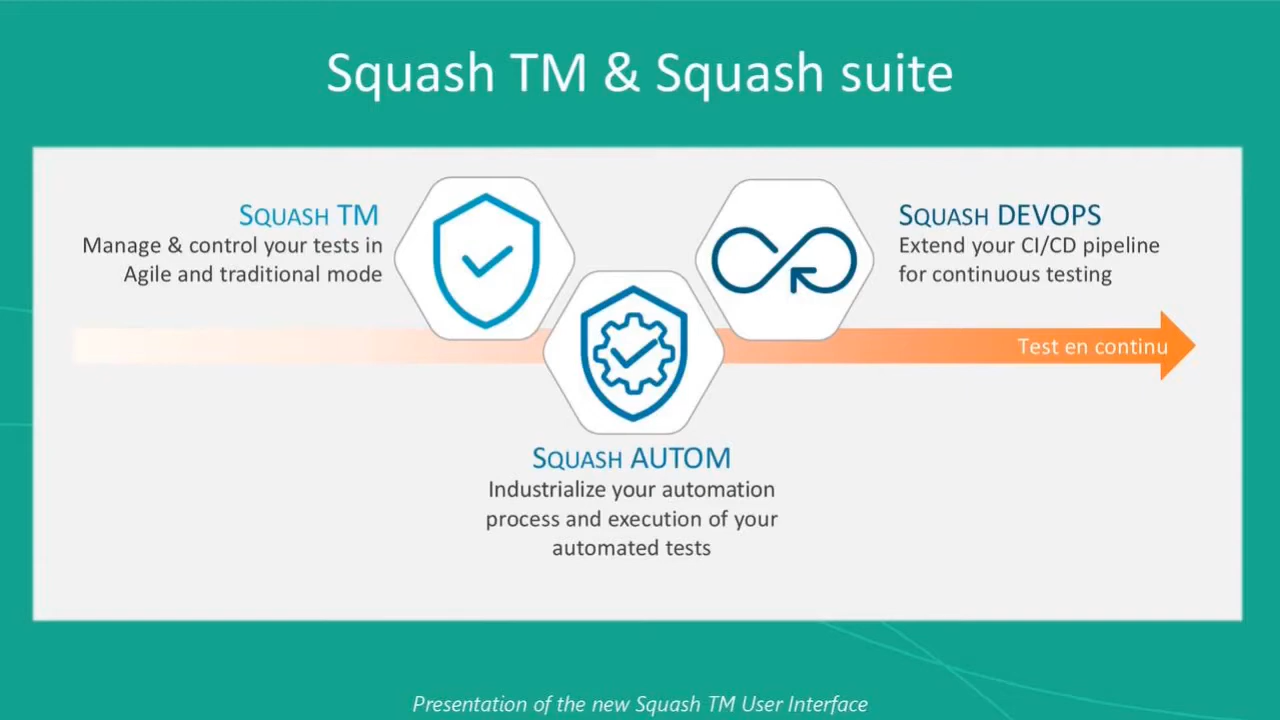 Squash TM & Squash suite
SQUASH TM
Manage & control your tests in
Agile and traditional mode
SQUASH DEVOPS
Extend your CI/CD pipeline
for continuous testing
Test en continu
SQUASH AUTOM
Industrialize your automation
process and execution of your
automated tests
Presentation of the new Squash TM User Interface